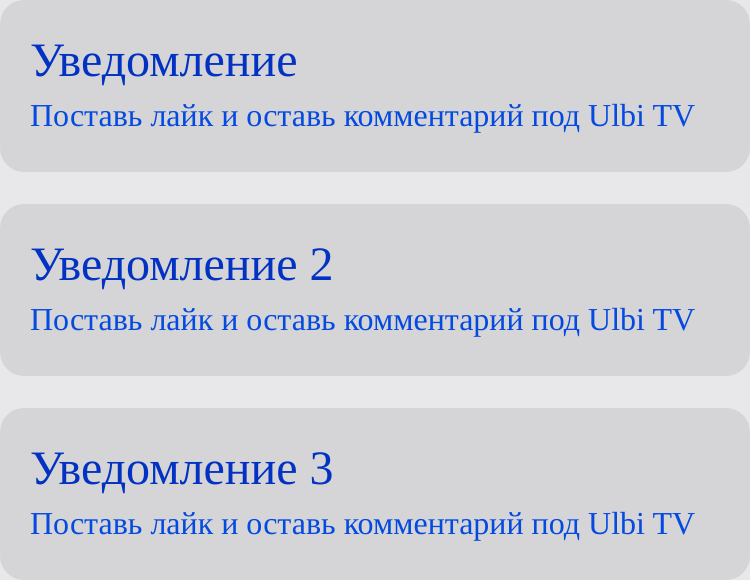 Уведомление
Поставь лайк и оставь комментарий под Ulbi TV
Уведомление 2
Поставь лайк и оставь комментарий под Ulbi TV
Уведомление 3
Поставь лайк и оставь комментарий под Ulbi TV